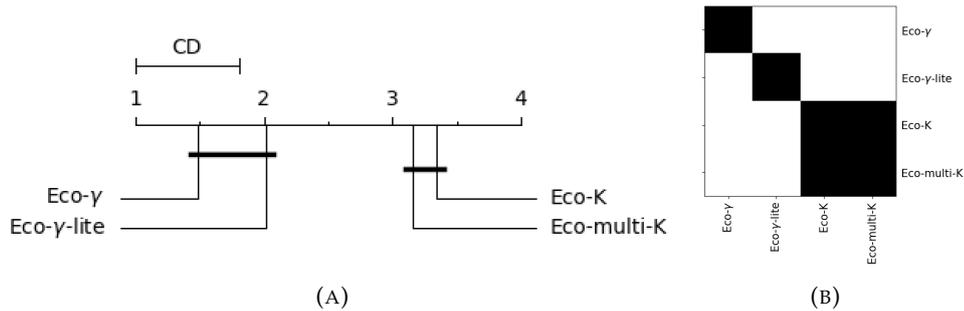 CD
1 2 3 4
Eco-γ
Eco-γ-lite
Eco-K
Eco-multi-K
(A)
Eco-γ
Eco-γ-lite
Eco-K
Eco-multi-K
Eco-γ
Eco-γ-lite
Eco-K
Eco-multi-K
(B)